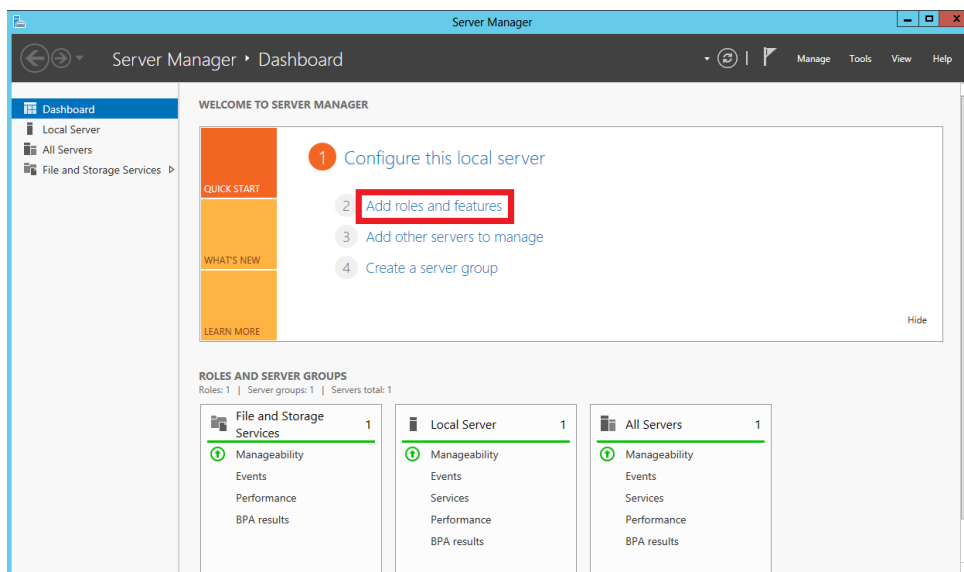 Server Manager
Server Manager • Dashboard
Manage Tools View Help
Dashboard
Local Server
All Servers
File and Storage Services
WELCOME TO SERVER MANAGER
QUICK START
WHAT'S NEW
LEARN MORE
1 Configure this local server
2 Add roles and features
3 Add other servers to manage
4 Create a server group
Hide
ROLES AND SERVER GROUPS
Roles: 1 | Server groups: 1 | Servers total: 1
File and Storage
Services 1
Manageability
Events
Performance
BPA results
Local Server 1
Manageability
Events
Services
Performance
BPA results
All Servers 1
Manageability
Events
Services
Performance
BPA results